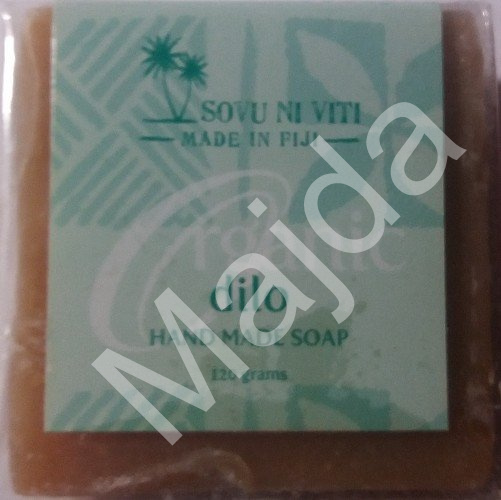 SOVU NI VITI
MADE IN FIJI
Organic
dilo
HAND MADE SOAP
120 grams
Majda